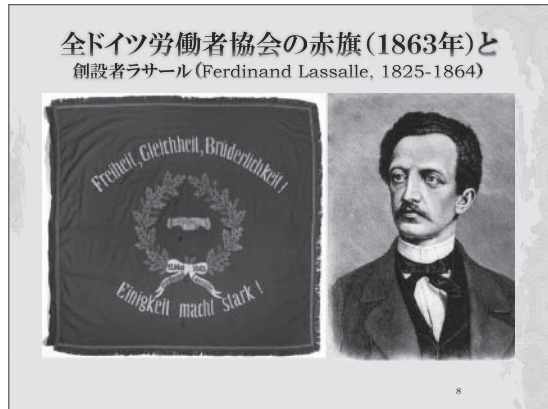 全ドイツ労働者協会の赤旗(1863年)と
創設者ラサール(Ferdinand Lassalle, 1825-1864)
Freiheit, Gleichheit, Brüderlichkeit!
Einigkeit macht stark!
8